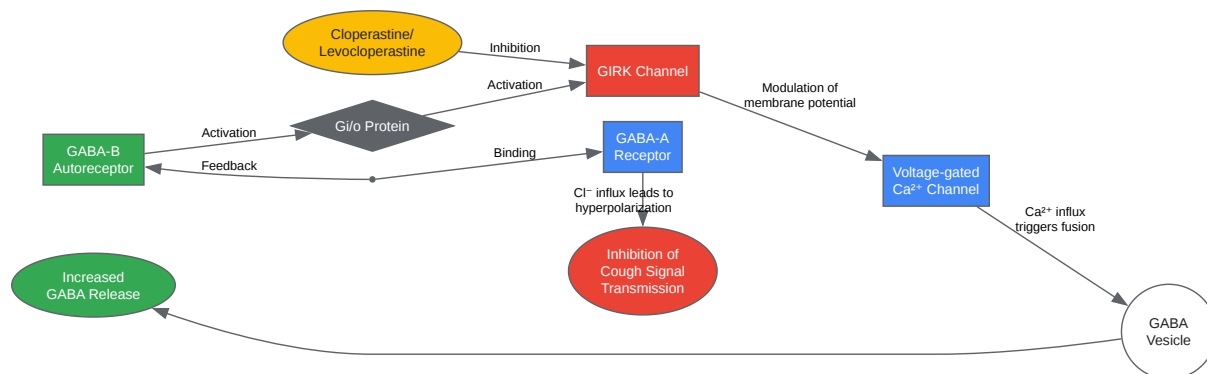 Cloperastine/
Levocloperastine
Inhibition
GIRK Channel
Activation
Modulation of
membrane potential
Gi/o Protein
Activation
GABA-B
Autoreceptor
Feedback
Binding
GABA-A
Receptor
Voltage-gated
Ca²⁺ Channel
Cl⁻ influx leads to
hyperpolarization
Ca²⁺ influx
triggers fusion
Inhibition of
Cough Signal
Transmission
Increased
GABA Release
GABA
Vesicle